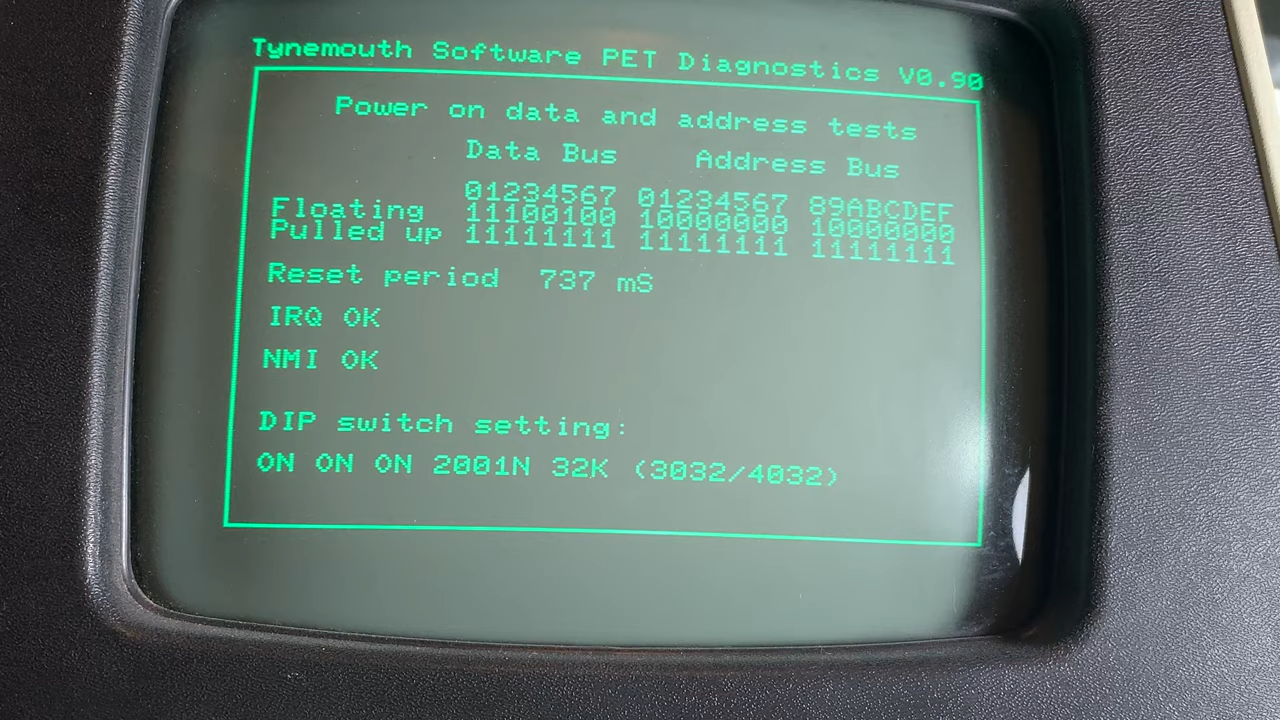 Tynemouth Software PET Diagnostics V0.90
Power on data and address tests
Data Bus Address Bus
01234567 01234567 89ABCDEF
Floating 11100100 10000000 10000000
Pulled up 11111111 11111111 11111111
Reset period 737 mS
IRQ OK
NMI OK
DIP switch setting:
ON ON ON 2001N 32K (3032/4032)